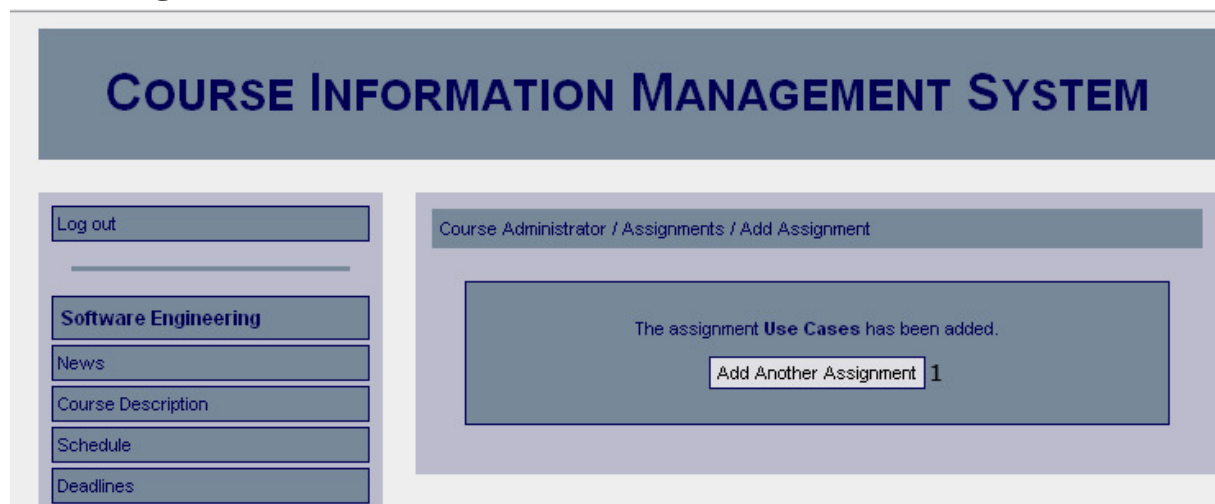 COURSE INFORMATION MANAGEMENT SYSTEM
Log out
Software Engineering
News
Course Description
Schedule
Deadlines
Course Administrator / Assignments / Add Assignment
The assignment Use Cases has been added.
Add Another Assignment 1